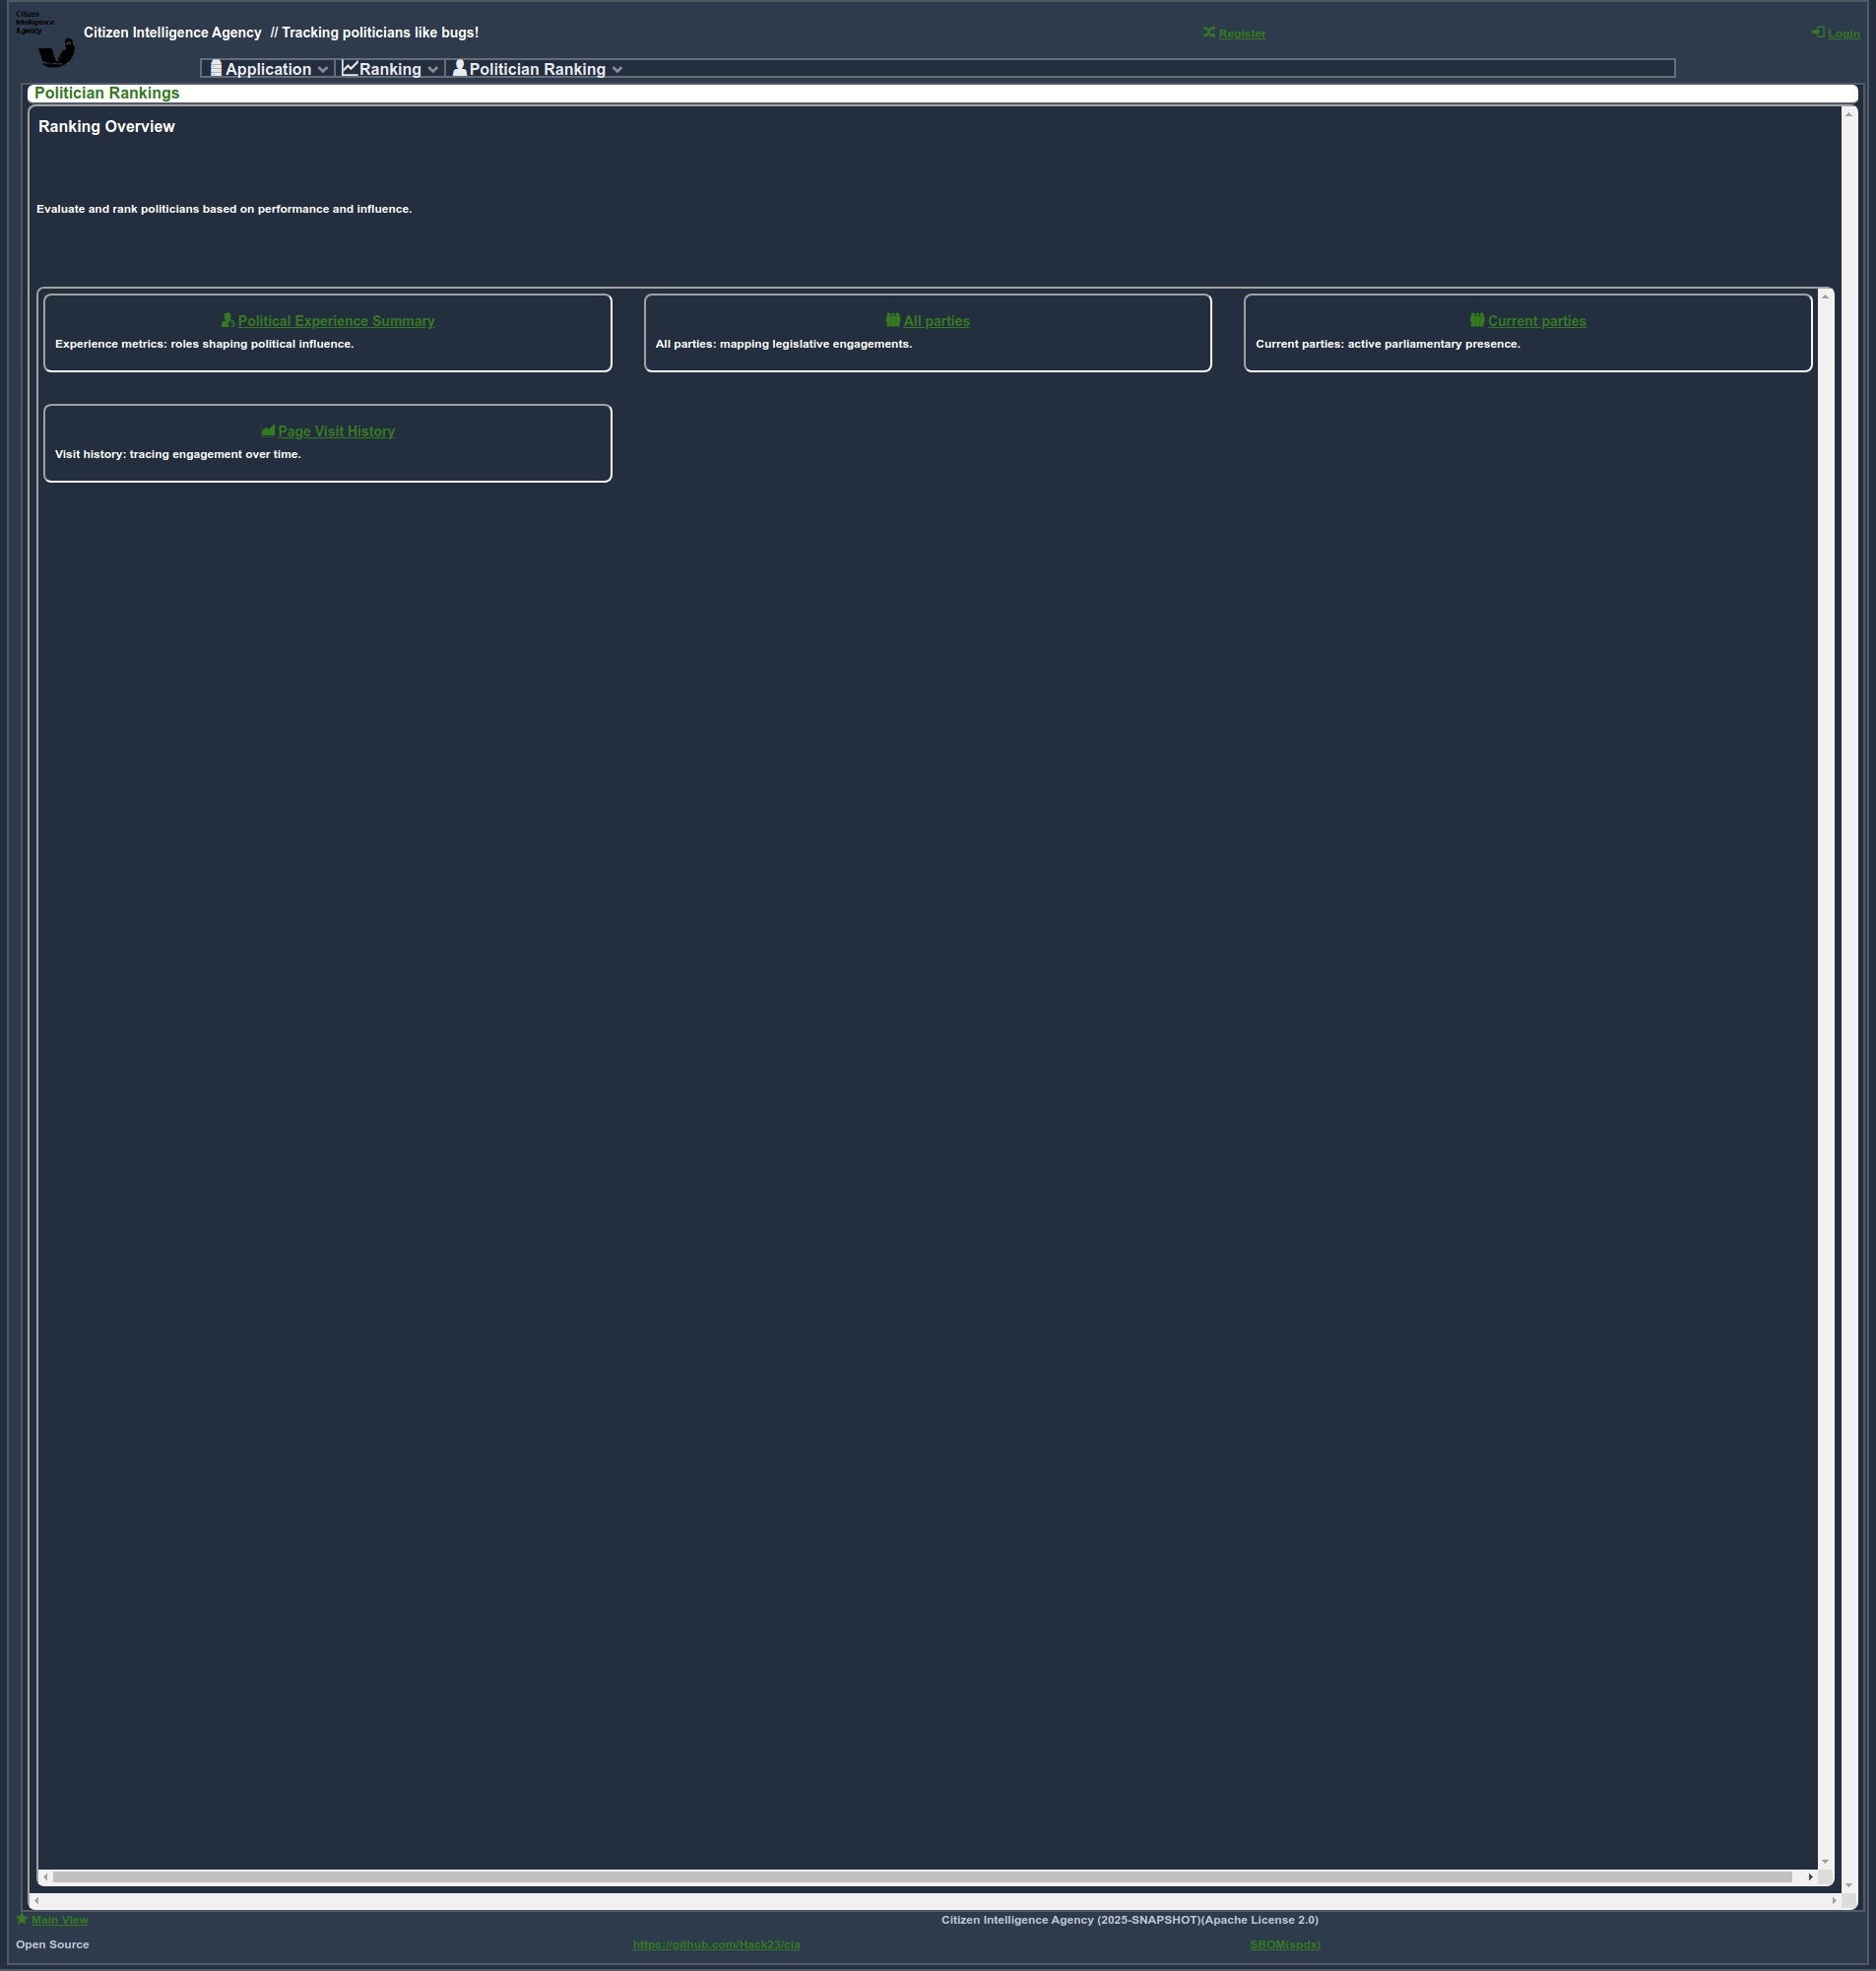 Citizen
Intelligence
Agency
Citizen Intelligence Agency // Tracking politicians like bugs!
Register
Login
Application
Ranking
Politician Ranking
Politician Rankings
Ranking Overview
Evaluate and rank politicians based on performance and influence.
Political Experience Summary
Experience metrics: roles shaping political influence.
All parties
All parties: mapping legislative engagements.
Current parties
Current parties: active parliamentary presence.
Page Visit History
Visit history: tracing engagement over time.
Main View
Citizen Intelligence Agency (2025-SNAPSHOT)(Apache License 2.0)
Open Source
https://github.com/Hack23/cia
SBOM(spdx)